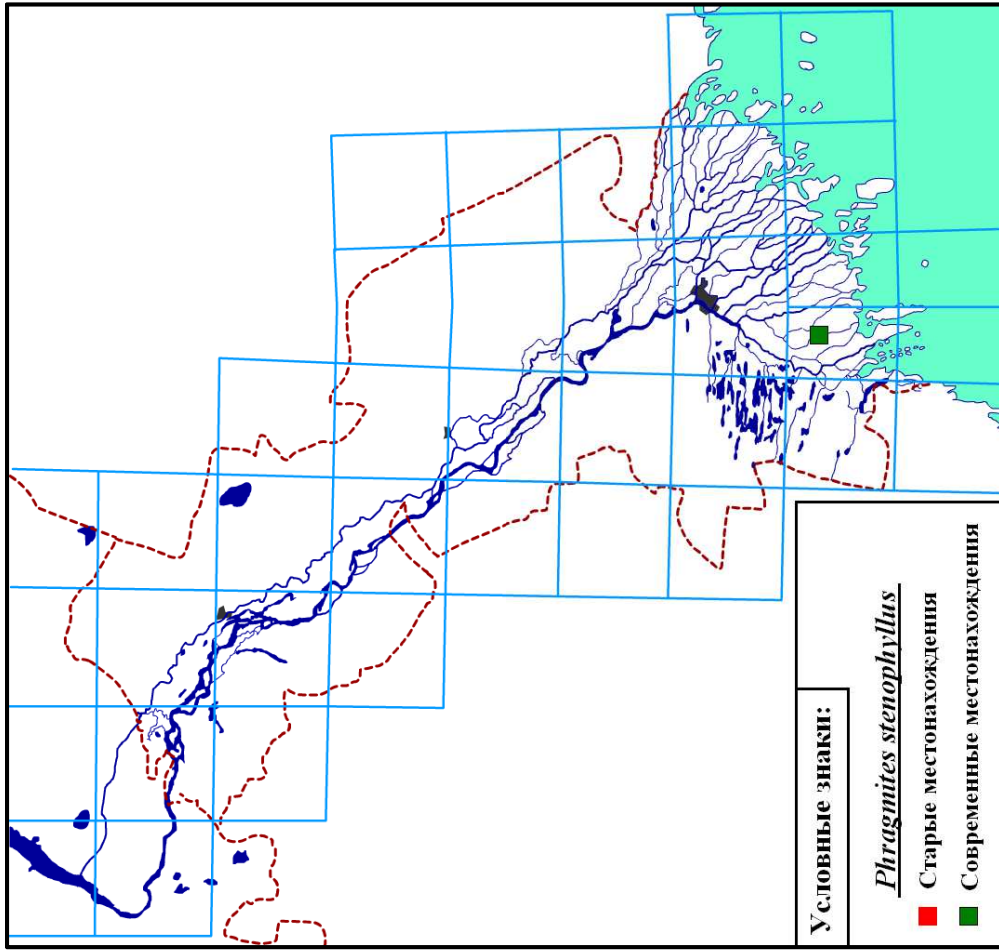 Условные знаки:
Phragmites stenophyllus
Старые местонахождения
Современные местонахождения